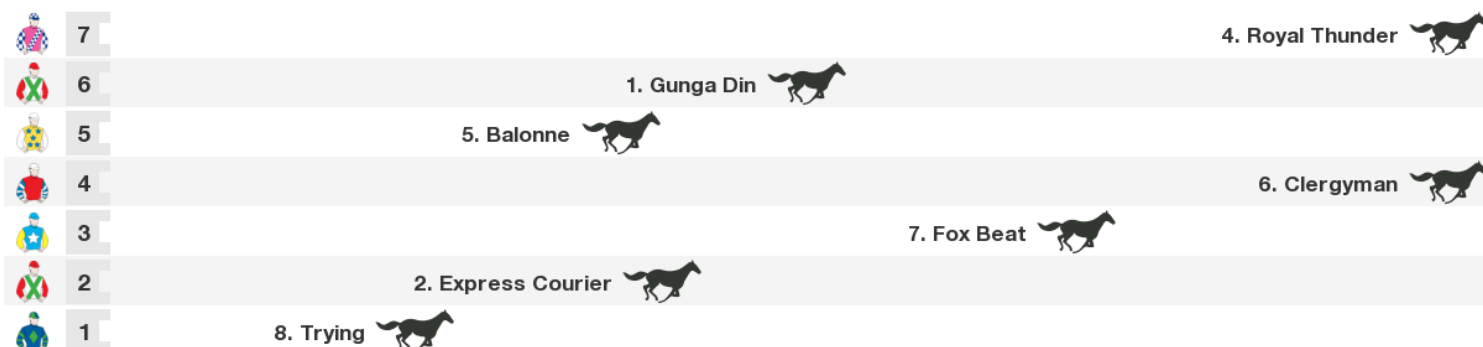 7 4. Royal Thunder
6 1. Gunga Din
5 5. Balonne
4 6. Clergyman
3 7. Fox Beat
2 2. Express Courier
1 8. Trying